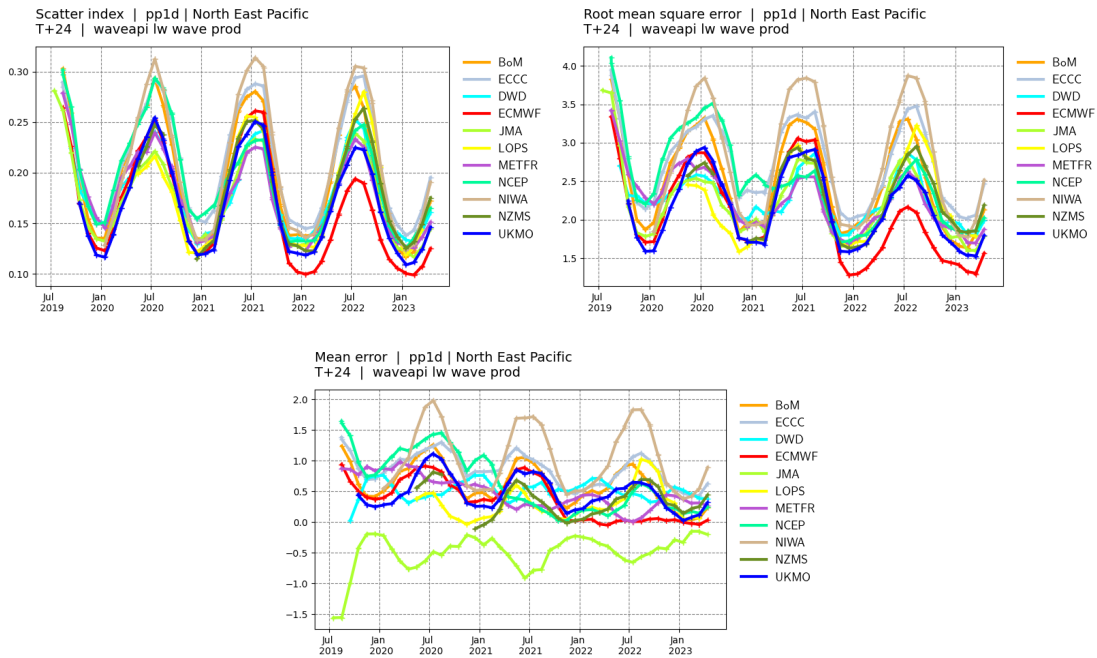 Scatter index | pp1d | North East Pacific
T+24 | waveapi lw wave prod
0.30
0.25
0.20
0.15
0.10
Jul
2019
Jan
2020
Jul
2020
Jan
2021
Jul
2021
Jan
2022
Jul
2022
Jan
2023
BoM
ECCC
DWD
ECMWF
JMA
LOPS
METFR
NCEP
NIWA
NZMS
UKMO
Root mean square error | pp1d | North East Pacific
T+24 | waveapi lw wave prod
4.0
3.5
3.0
2.5
2.0
1.5
Jul
2019
Jan
2020
Jul
2020
Jan
2021
Jul
2021
Jan
2022
Jul
2022
Jan
2023
BoM
ECCC
DWD
ECMWF
JMA
LOPS
METFR
NCEP
NIWA
NZMS
UKMO
Mean error | pp1d | North East Pacific
T+24 | waveapi lw wave prod
2.0
1.5
1.0
0.5
0.0
−0.5
−1.0
−1.5
Jul
2019
Jan
2020
Jul
2020
Jan
2021
Jul
2021
Jan
2022
Jul
2022
Jan
2023
BoM
ECCC
DWD
ECMWF
JMA
LOPS
METFR
NCEP
NIWA
NZMS
UKMO